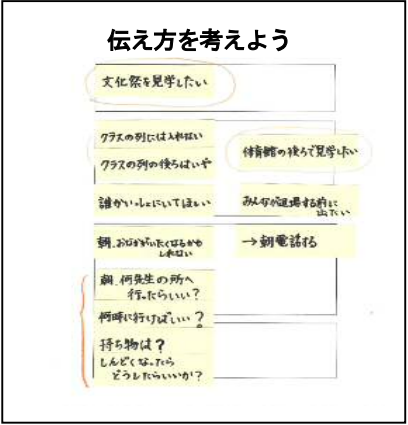 伝え方を考えよう
文化祭を見学したい
クラスの列には入れない
クラスの列の後ろはいや
体育館の後ろで見学したい
誰かいっしょにいてほしい
みんなが退場する前に
出たい
朝、おなかがいたくなるかも
しれない
→朝電話する
朝、何先生の所へ
行ったらいい?
何時に行けばいい?
持ち物は?
しんどくなったら
どうしたらいいか?